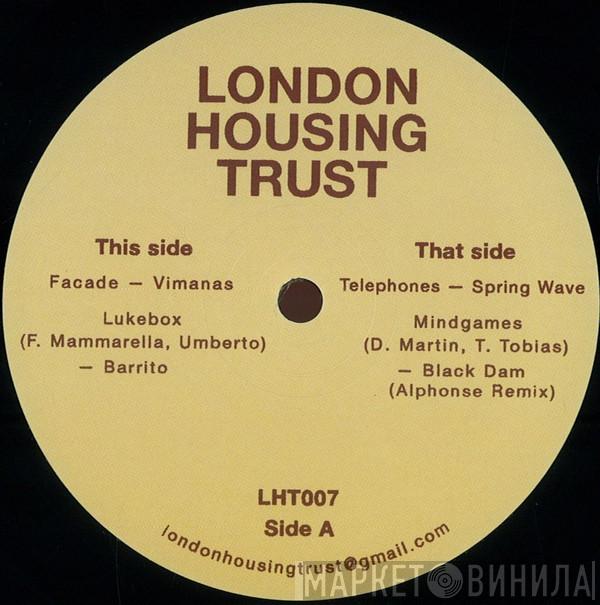 LONDON
HOUSING
TRUST
This side
Facade – Vimanas
Lukebox
(F. Mammarella, Umberto)
– Barrito
That side
Telephones – Spring Wave
Mindgames
(D. Martin, T. Tobias)
– Black Dam
(Alphonse Remix)
LHT007
Side A
londonhousingtrust@gmail.com
МАРКЕТ ВИНИЛА